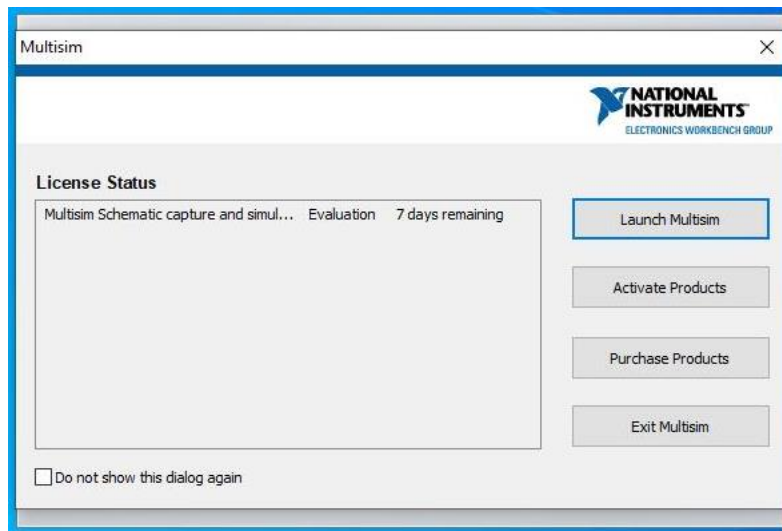 Multisim
NATIONAL
INSTRUMENTS
ELECTRONICS WORKBENCH GROUP
License Status
Multisim Schematic capture and simul... Evaluation 7 days remaining
Launch Multisim
Activate Products
Purchase Products
Exit Multisim
Do not show this dialog again